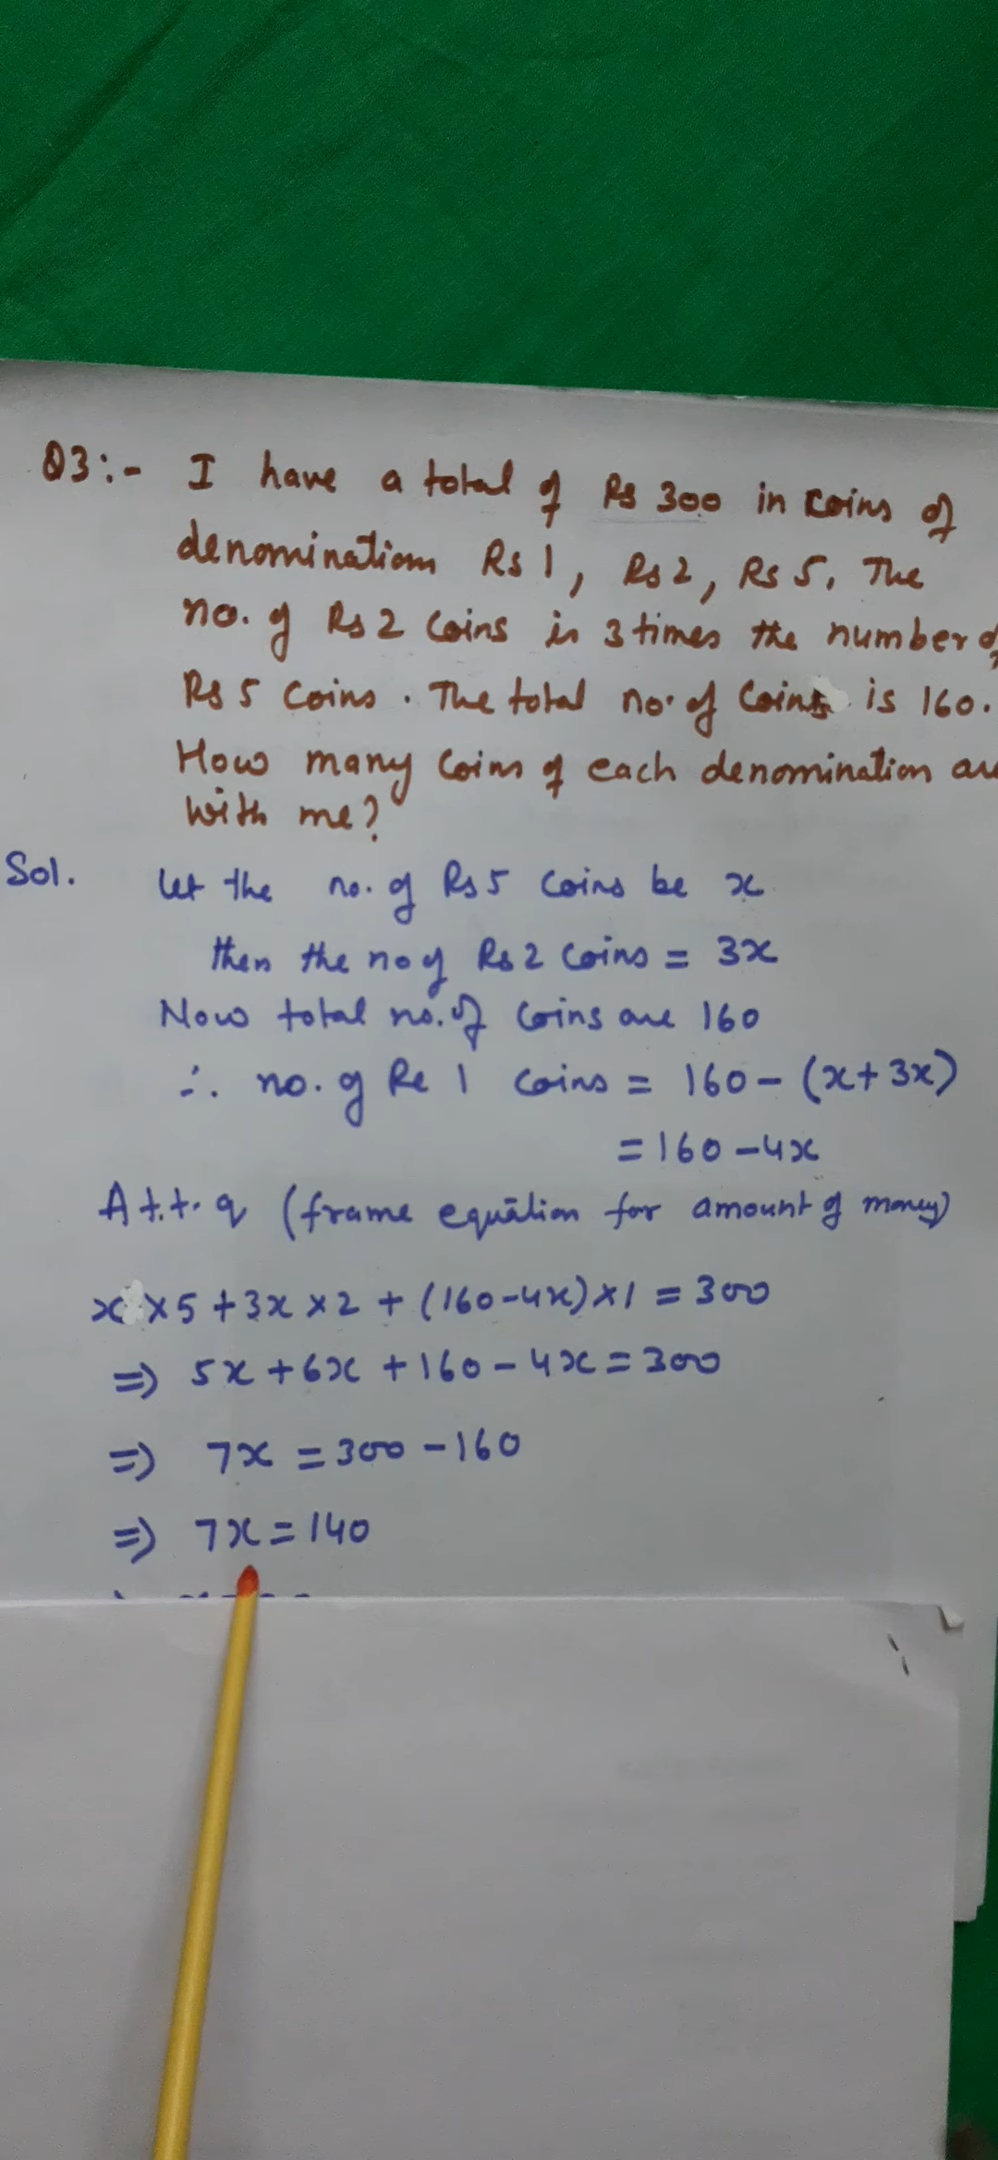 Q3:- I have a total of Rs 300 in coins of
denominations Rs 1, Rs 2, Rs 5. The
no. of Rs 2 coins is 3 times the number of
Rs 5 coins. The total no. of coins is 160.
How many coins of each denomination are
with me?
Sol. Let the no. of Rs 5 coins be x
then the no of Rs 2 coins = 3x
Now total no. of coins are 160
∴ no. of Re 1 coins = 160 - (x + 3x)
= 160 - 4x
A.t.t.q (frame equation for amount of money)
x × 5 + 3x × 2 + (160 - 4x) × 1 = 300
⇒ 5x + 6x + 160 - 4x = 300
⇒ 7x = 300 - 160
⇒ 7x = 140